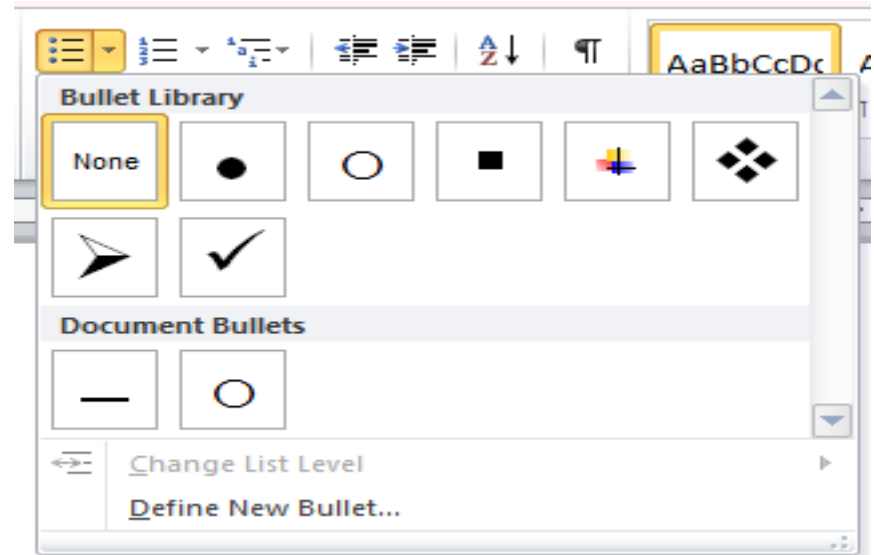 AaBbCcDc
Bullet Library
None
Document Bullets
Change List Level
Define New Bullet...